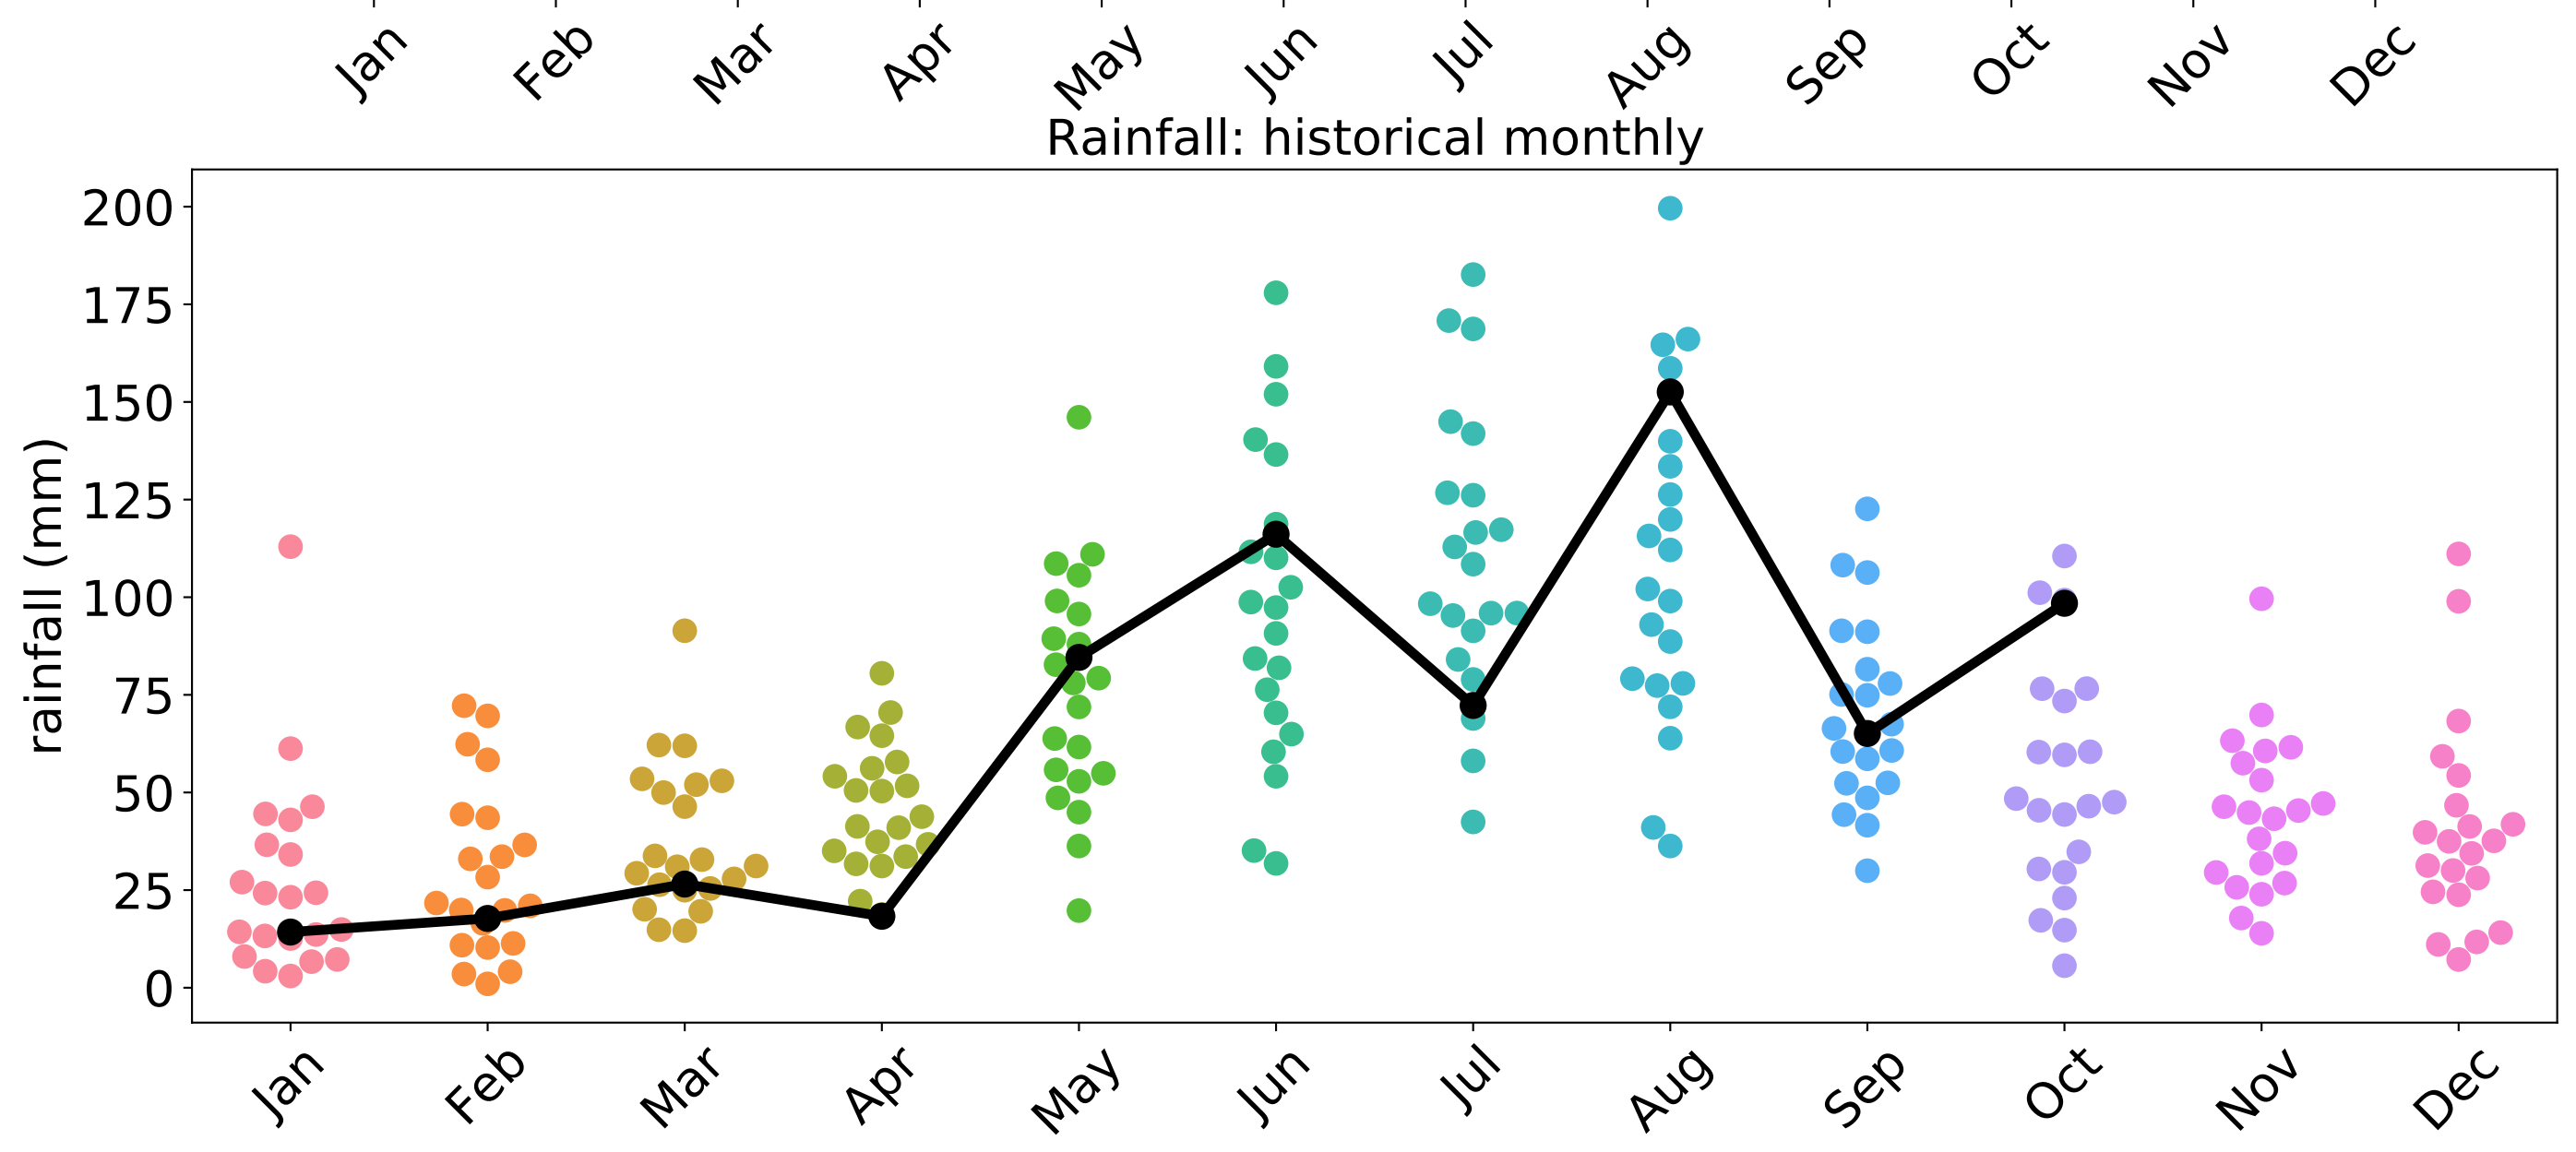 Jan Feb Mar Apr May Jun Jul Aug Sep Oct Nov Dec
Rainfall: historical monthly
200
175
150
125
100
75
50
25
0
rainfall (mm)
Jan Feb Mar Apr May Jun Jul Aug Sep Oct Nov Dec